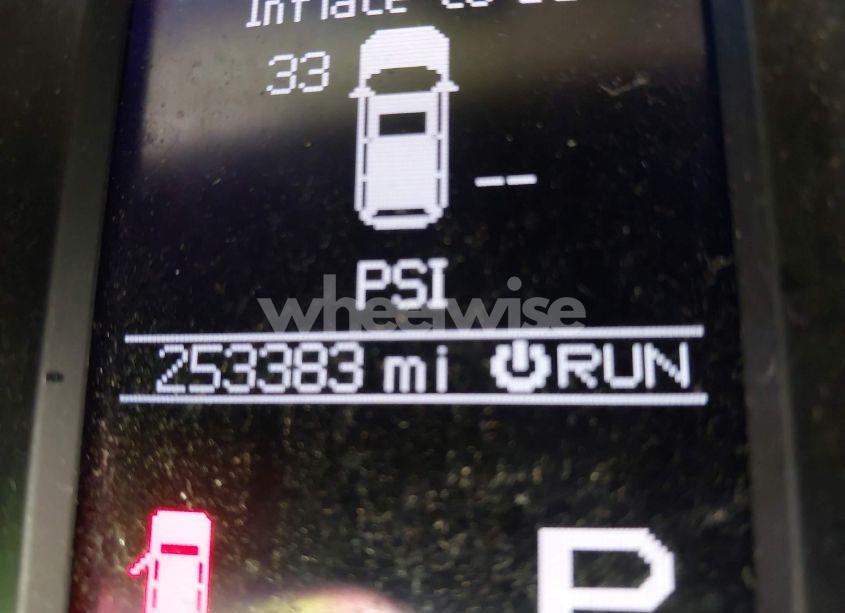 Inflate to
33
--
PSI
wheelwise
253383 mi RUN
P